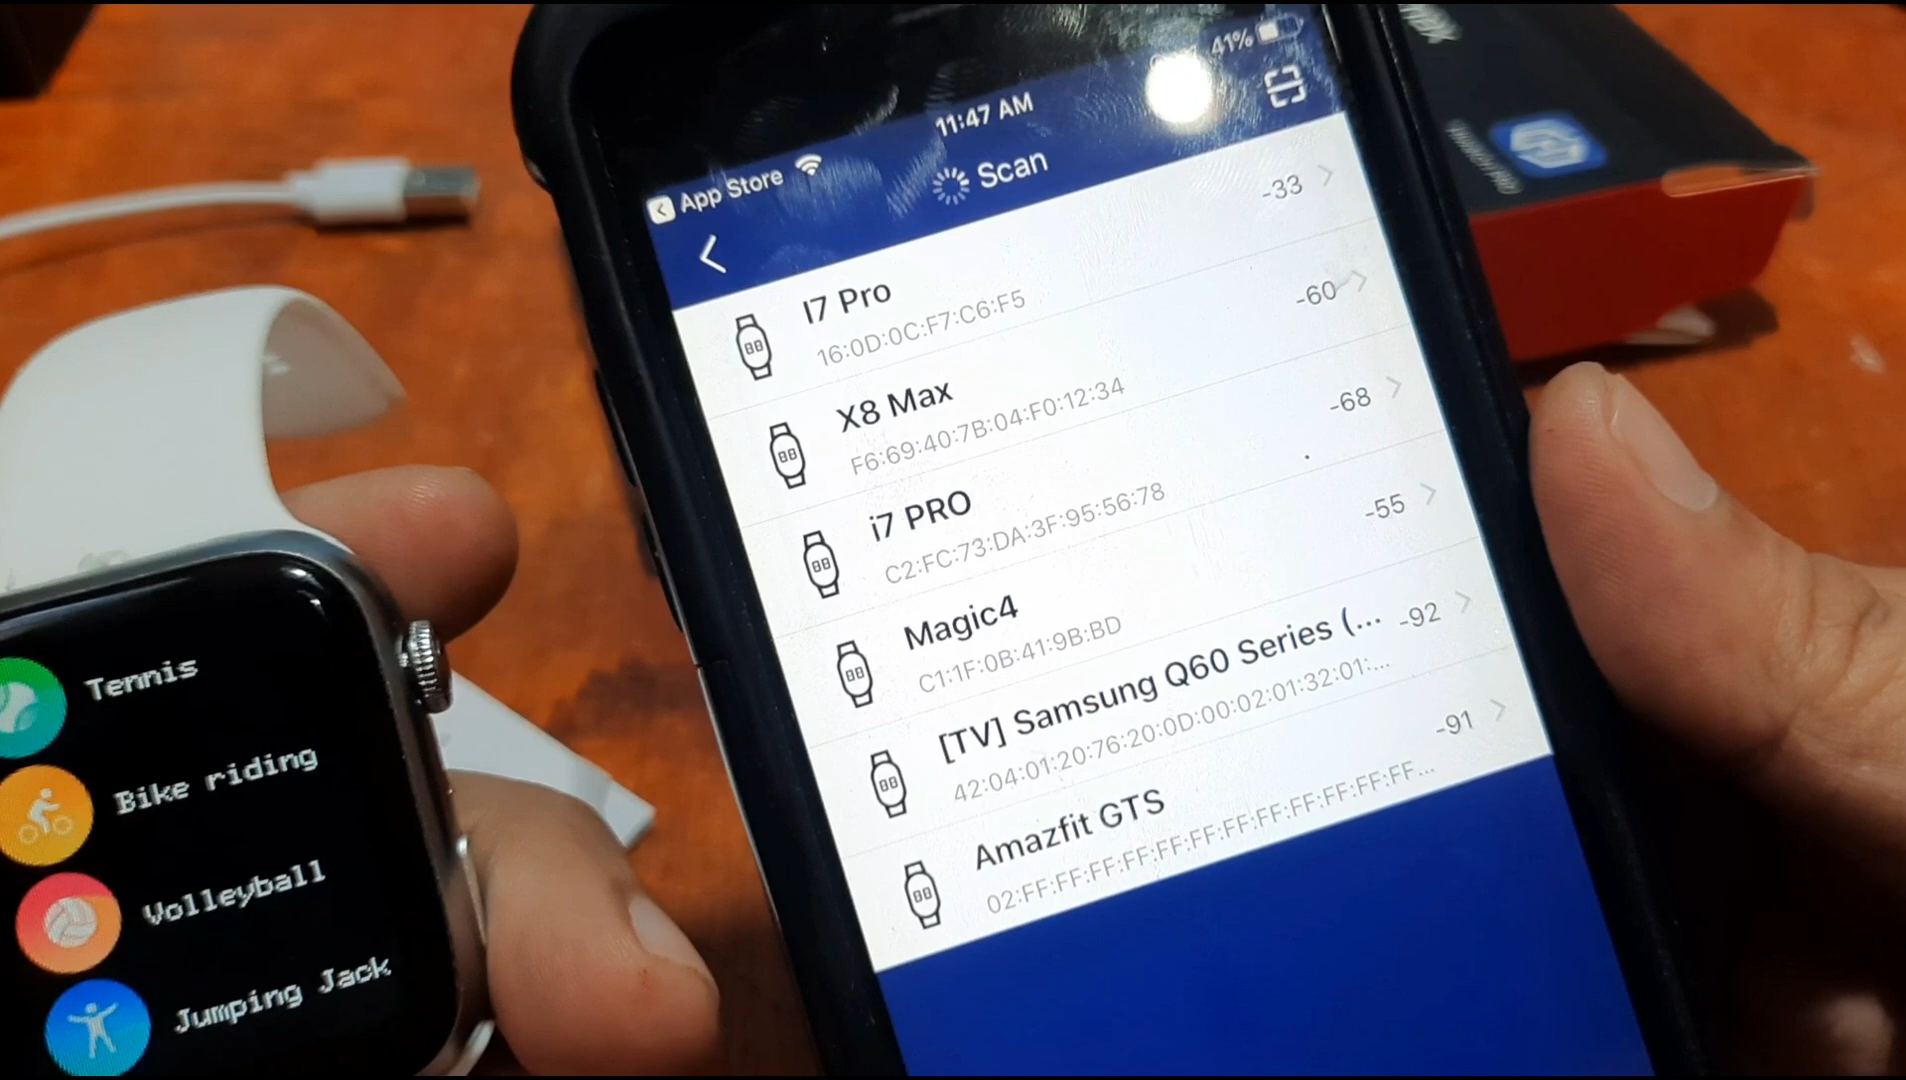 41%
11:47 AM
App Store
Scan
I7 Pro
-33
16:0D:0C:F7:C6:F5
X8 Max
-60
F6:69:40:7B:04:F0:12:34
i7 PRO
-68
C2:FC:73:DA:3F:95:56:78
Magic4
-55
C1:1F:0B:41:9B:BD
[TV] Samsung Q60 Series (...
-92
42:04:01:20:76:20:0D:00:02:01:32:01:...
Amazfit GTS
-91
02:FF:FF:FF:FF:FF:FF:FF:FF:FF:FF:FF...
Tennis
Bike riding
Volleyball
Jumping Jack